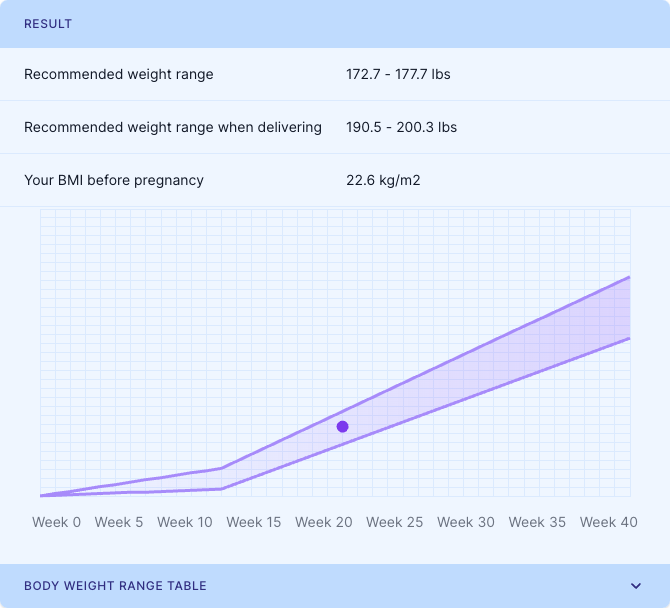 RESULT
Recommended weight range 172.7 - 177.7 lbs
Recommended weight range when delivering 190.5 - 200.3 lbs
Your BMI before pregnancy 22.6 kg/m2
Week 0 Week 5 Week 10 Week 15 Week 20 Week 25 Week 30 Week 35 Week 40
BODY WEIGHT RANGE TABLE